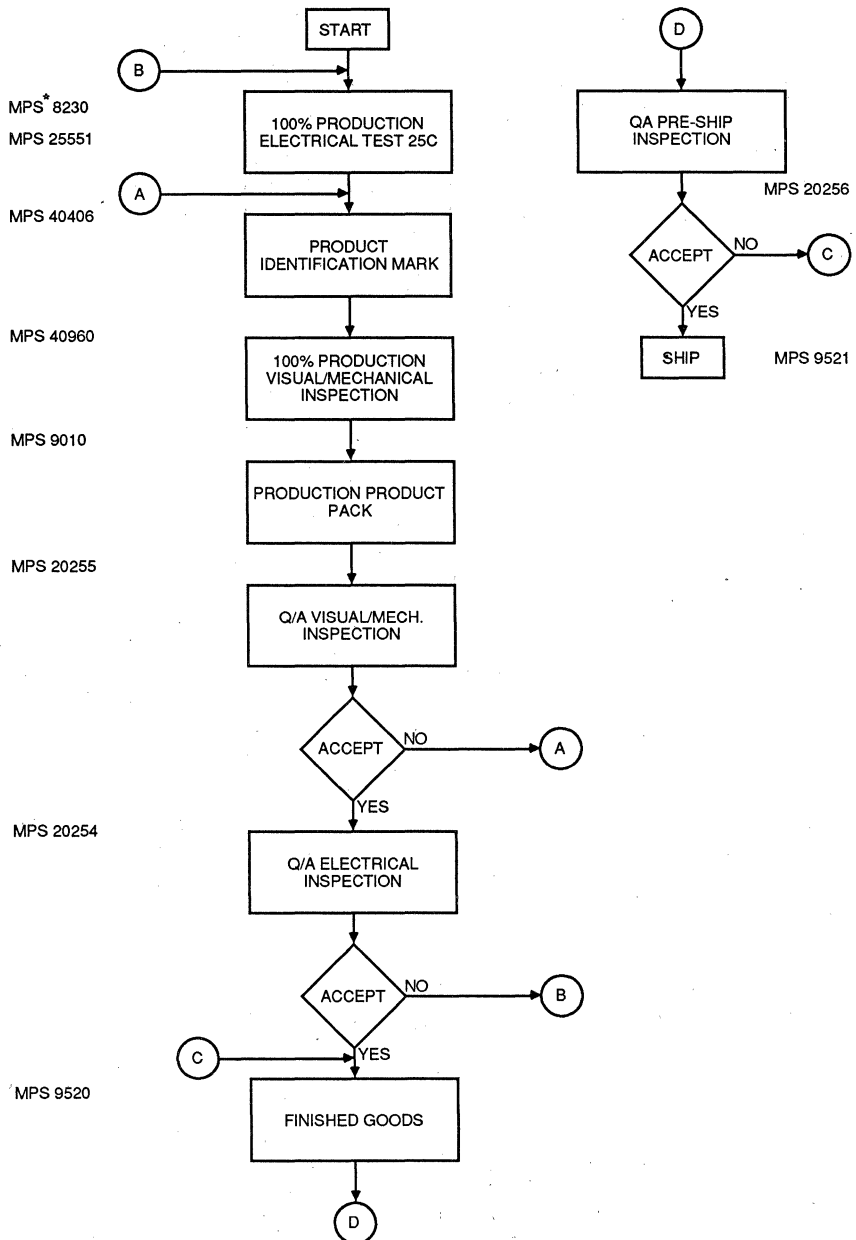 START
B
MPS* 8230
MPS 25551
100% PRODUCTION
ELECTRICAL TEST 25C
A
MPS 40406
PRODUCT
IDENTIFICATION MARK
MPS 40960
100% PRODUCTION
VISUAL/MECHANICAL
INSPECTION
MPS 9010
PRODUCTION PRODUCT
PACK
MPS 20255
Q/A VISUAL/MECH.
INSPECTION
ACCEPT
NO
A
YES
MPS 20254
Q/A ELECTRICAL
INSPECTION
ACCEPT
NO
B
YES
C
MPS 9520
FINISHED GOODS
D
D
QA PRE-SHIP
INSPECTION
MPS 20256
ACCEPT
NO
C
YES
SHIP
MPS 9521